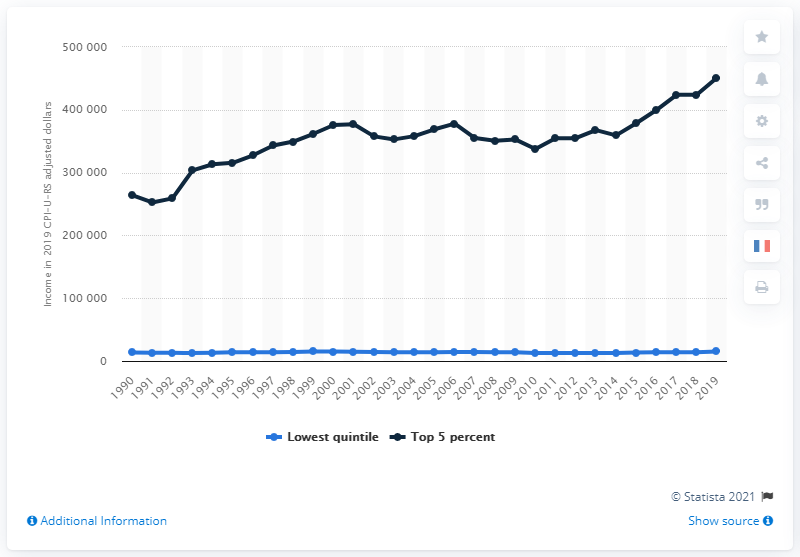 500 000
400 000
300 000
200 000
100 000
0
Income in 2019 CPI-U-RS adjusted dollars
1990 1991 1992 1993 1994 1995 1996 1997 1998 1999 2000 2001 2002 2003 2004 2005 2006 2007 2008 2009 2010 2011 2012 2013 2014 2015 2016 2017 2018 2019
Lowest quintile Top 5 percent
© Statista 2021
Additional Information Show source